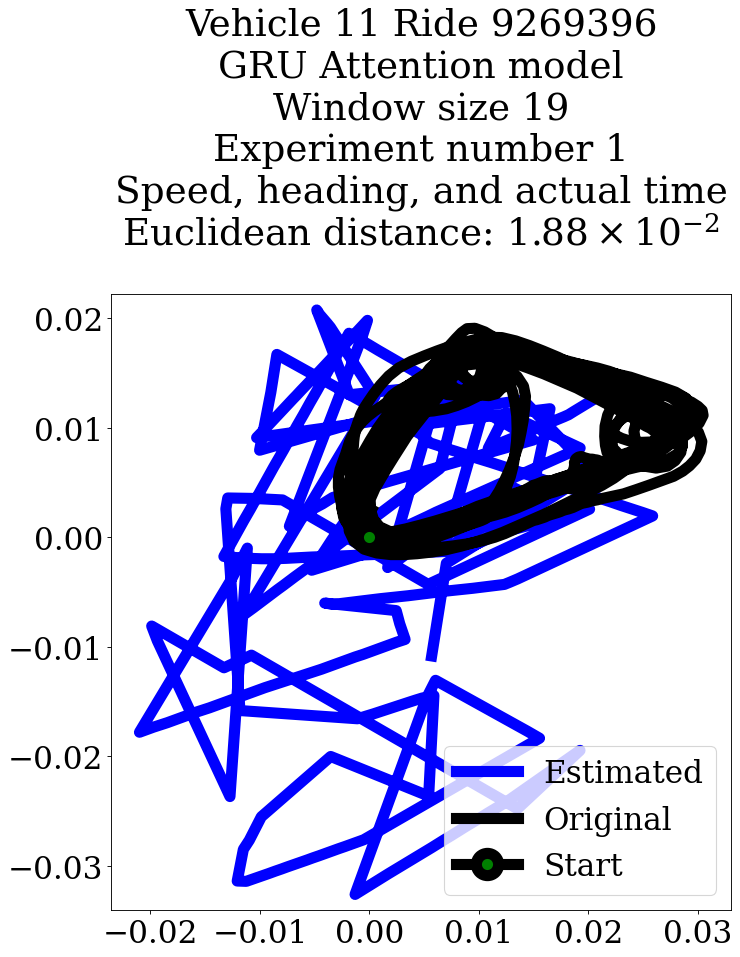 Vehicle 11 Ride 9269396
GRU Attention model
Window size 19
Experiment number 1
Speed, heading, and actual time
Euclidean distance: 1.88 × 10⁻²
0.02
0.01
0.00
−0.01
−0.02
−0.03
Estimated
Original
Start
−0.02 −0.01 0.00 0.01 0.02 0.03